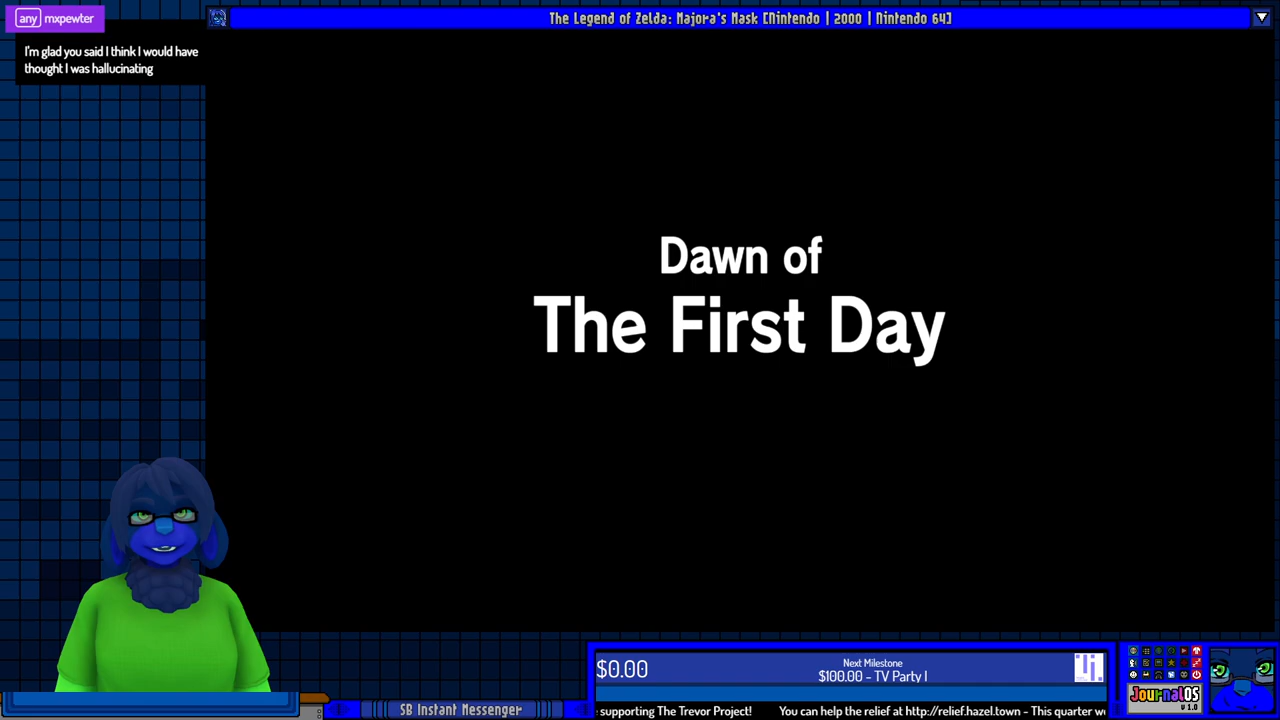 any mxpewter
I'm glad you said I think I would have
thought I was hallucinating
The Legend of Zelda: Majora's Mask [Nintendo | 2000 | Nintendo 64]
Dawn of
The First Day
$0.00
Next Milestone
$100.00 - TV Party I
e supporting The Trevor Project! You can help the relief at http://relief.hazel.town - This quarter w
SB Instant Messenger
JournalOS
v 1.0